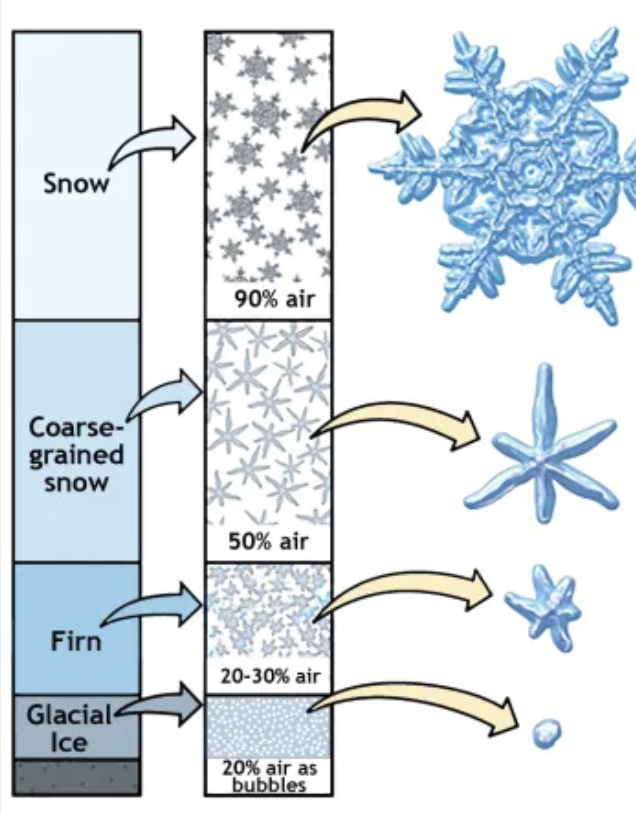 Snow
90% air
Coarse-
grained
snow
50% air
Firn
20-30% air
Glacial
Ice
20% air as
bubbles